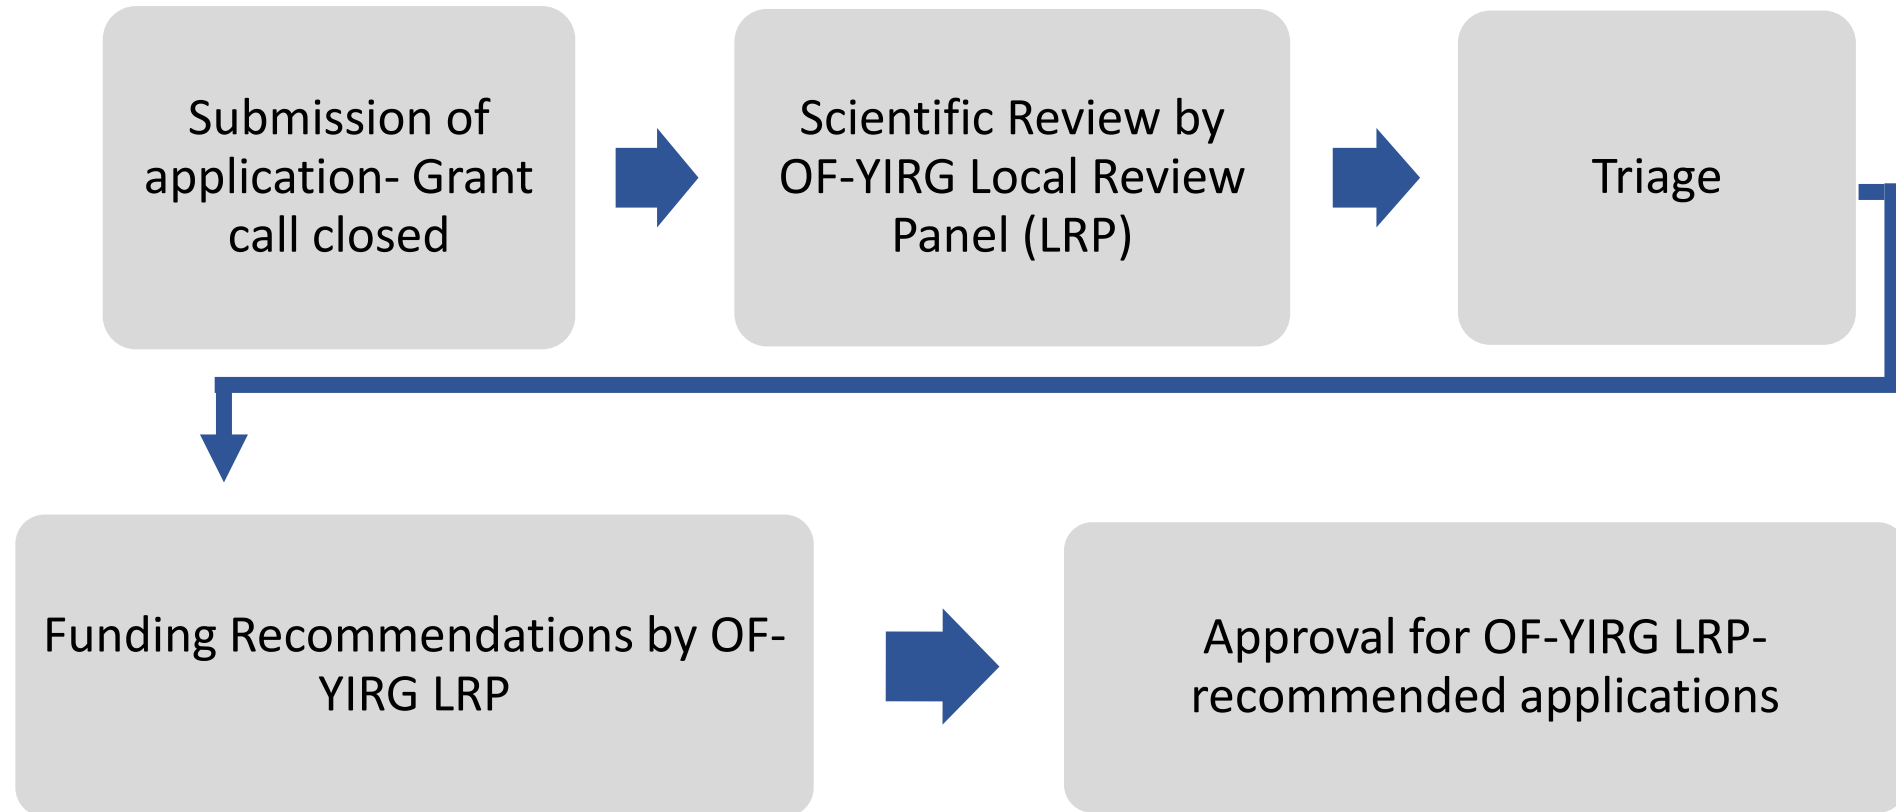 Submission of
application- Grant
call closed
Scientific Review by
OF-YIRG Local Review
Panel (LRP)
Triage
Funding Recommendations by OF-
YIRG LRP
Approval for OF-YIRG LRP-
recommended applications